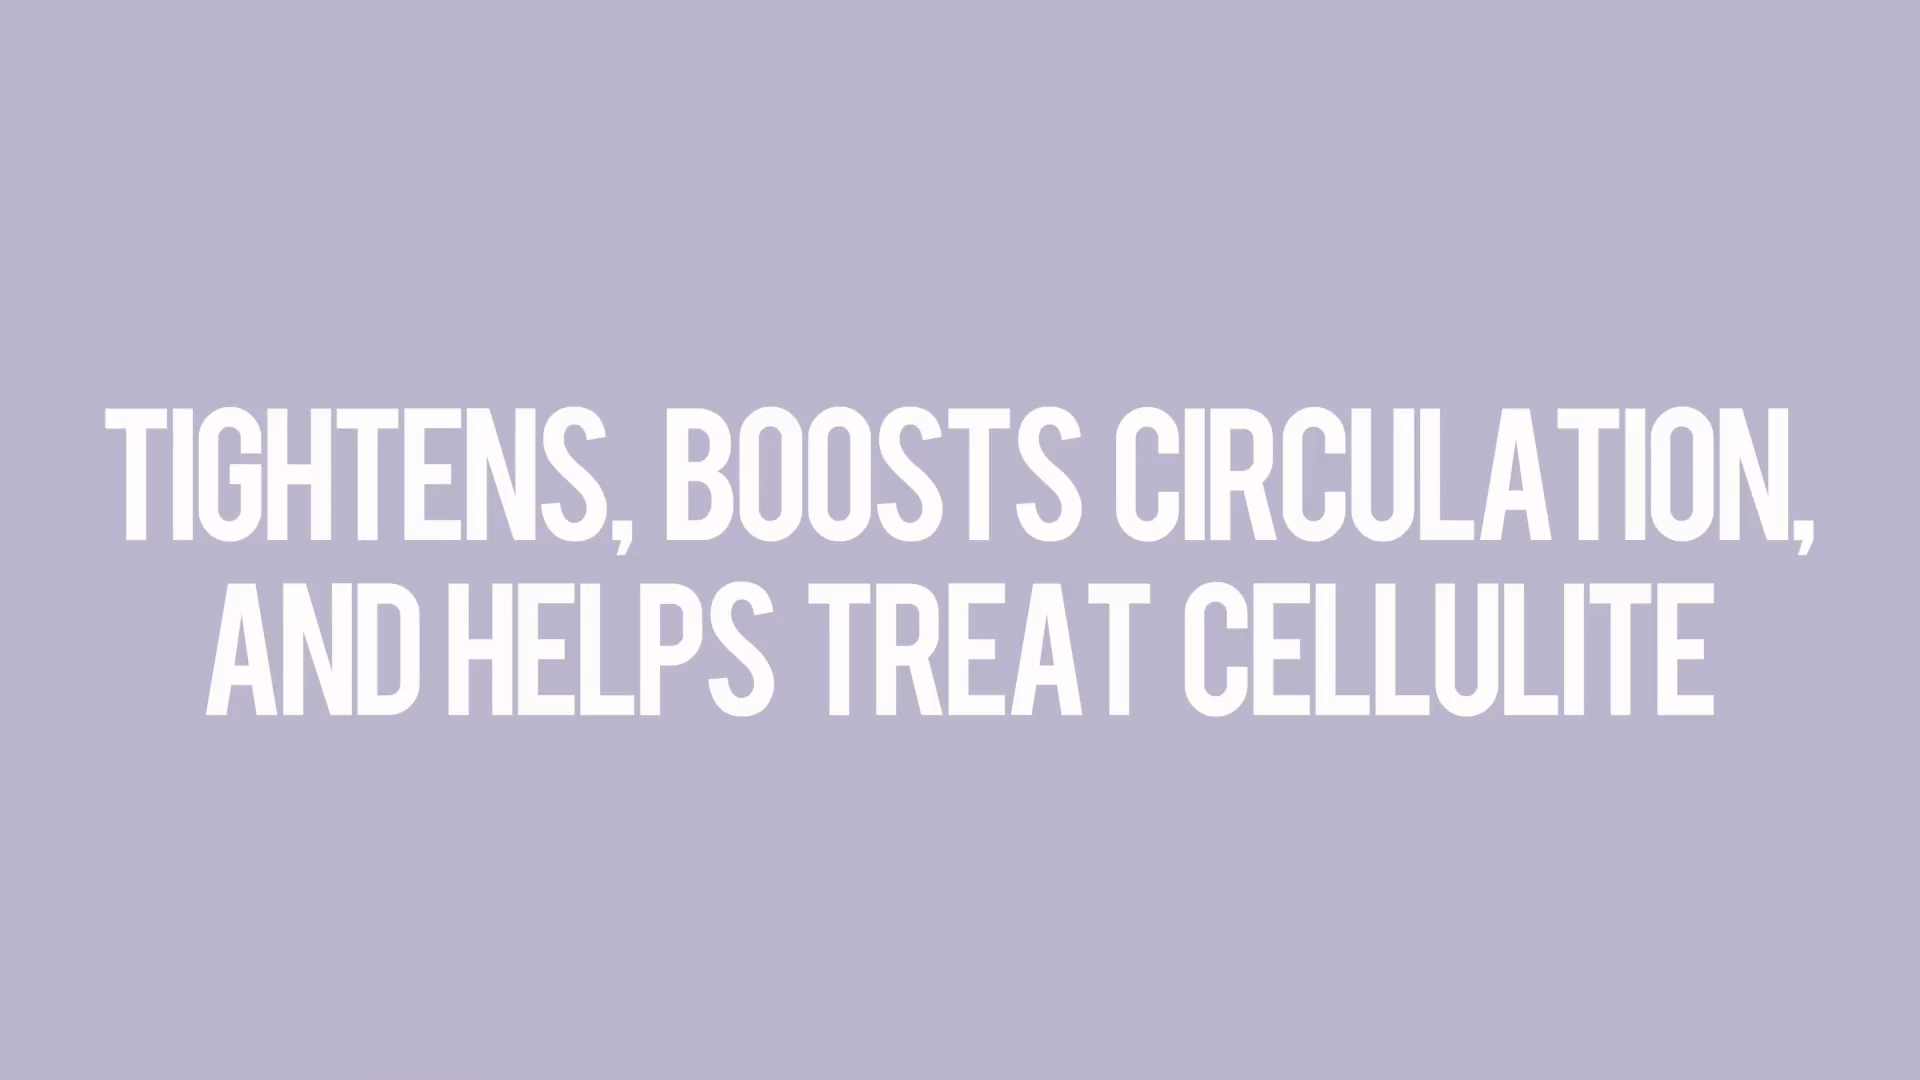 TIGHTENS, BOOSTS CIRCULATION,
AND HELPS TREAT CELLULITE